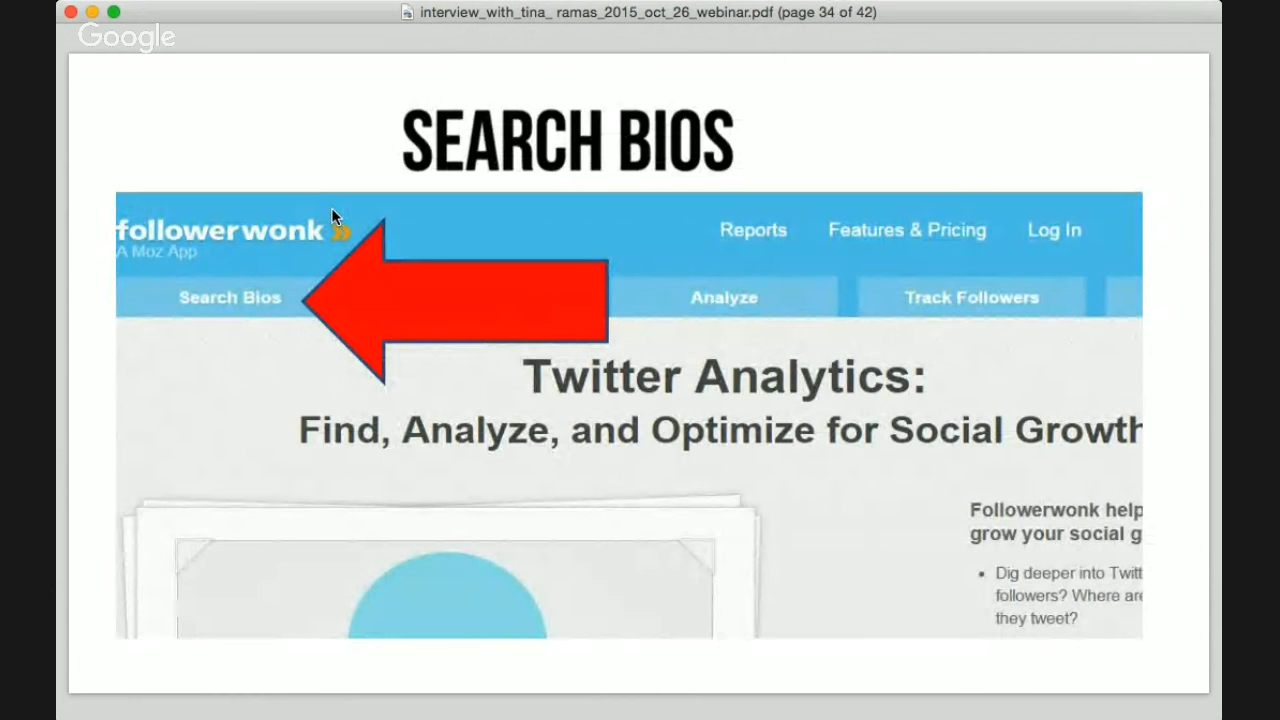 interview_with_tina_ ramas_2015_oct_26_webinar.pdf (page 34 of 42)
Google
SEARCH BIOS
followerwonk
A Moz App
Reports Features & Pricing Log In
Search Bios Analyze Track Followers
Twitter Analytics:
Find, Analyze, and Optimize for Social Growth
Followerwonk help
grow your social g
• Dig deeper into Twitt
followers? Where are
they tweet?